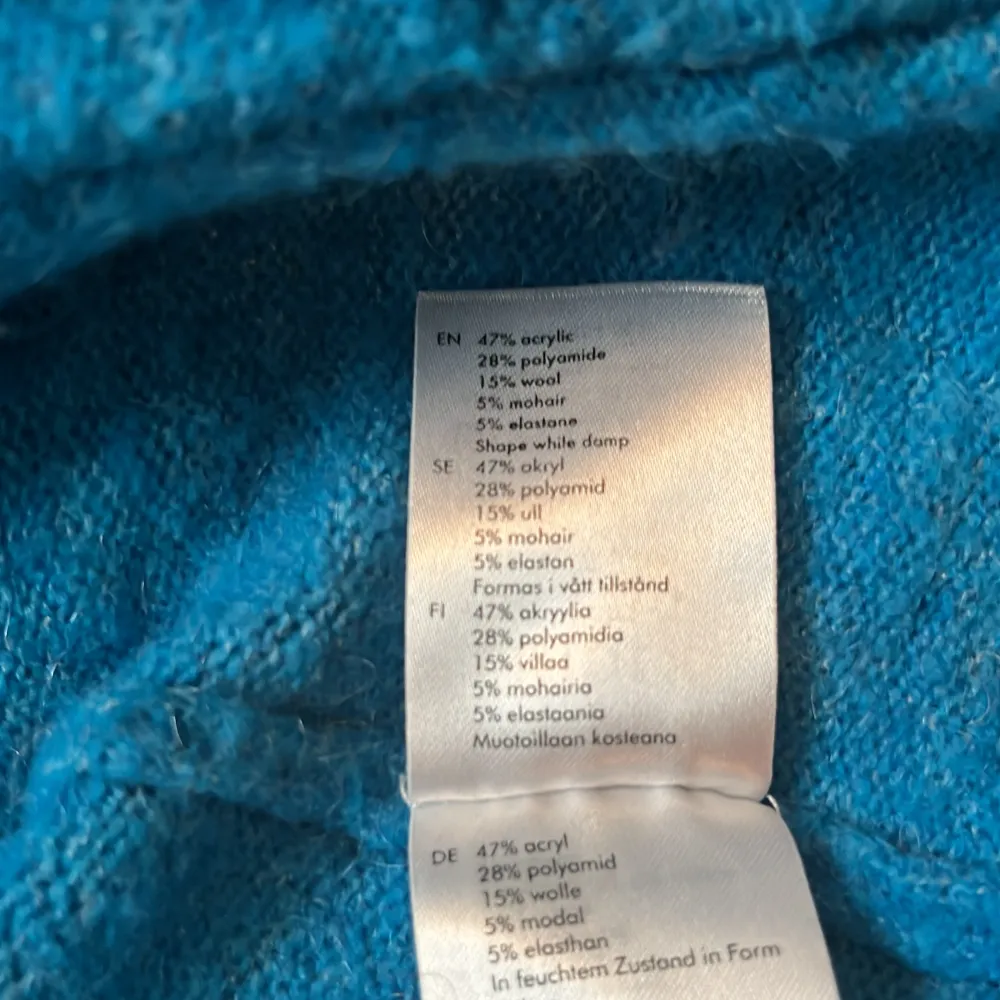 EN 47% acrylic
28% polyamide
15% wool
5% mohair
5% elastane
Shape while damp
SE 47% akryl
28% polyamid
15% ull
5% mohair
5% elastan
Formas i vått tillstånd
FI 47% akryylia
28% polyamidia
15% villaa
5% mohairia
5% elastaania
Muotoillaan kosteana
DE 47% acryl
28% polyamid
15% wolle
5% modal
5% elasthan
In feuchtem Zustand in Form